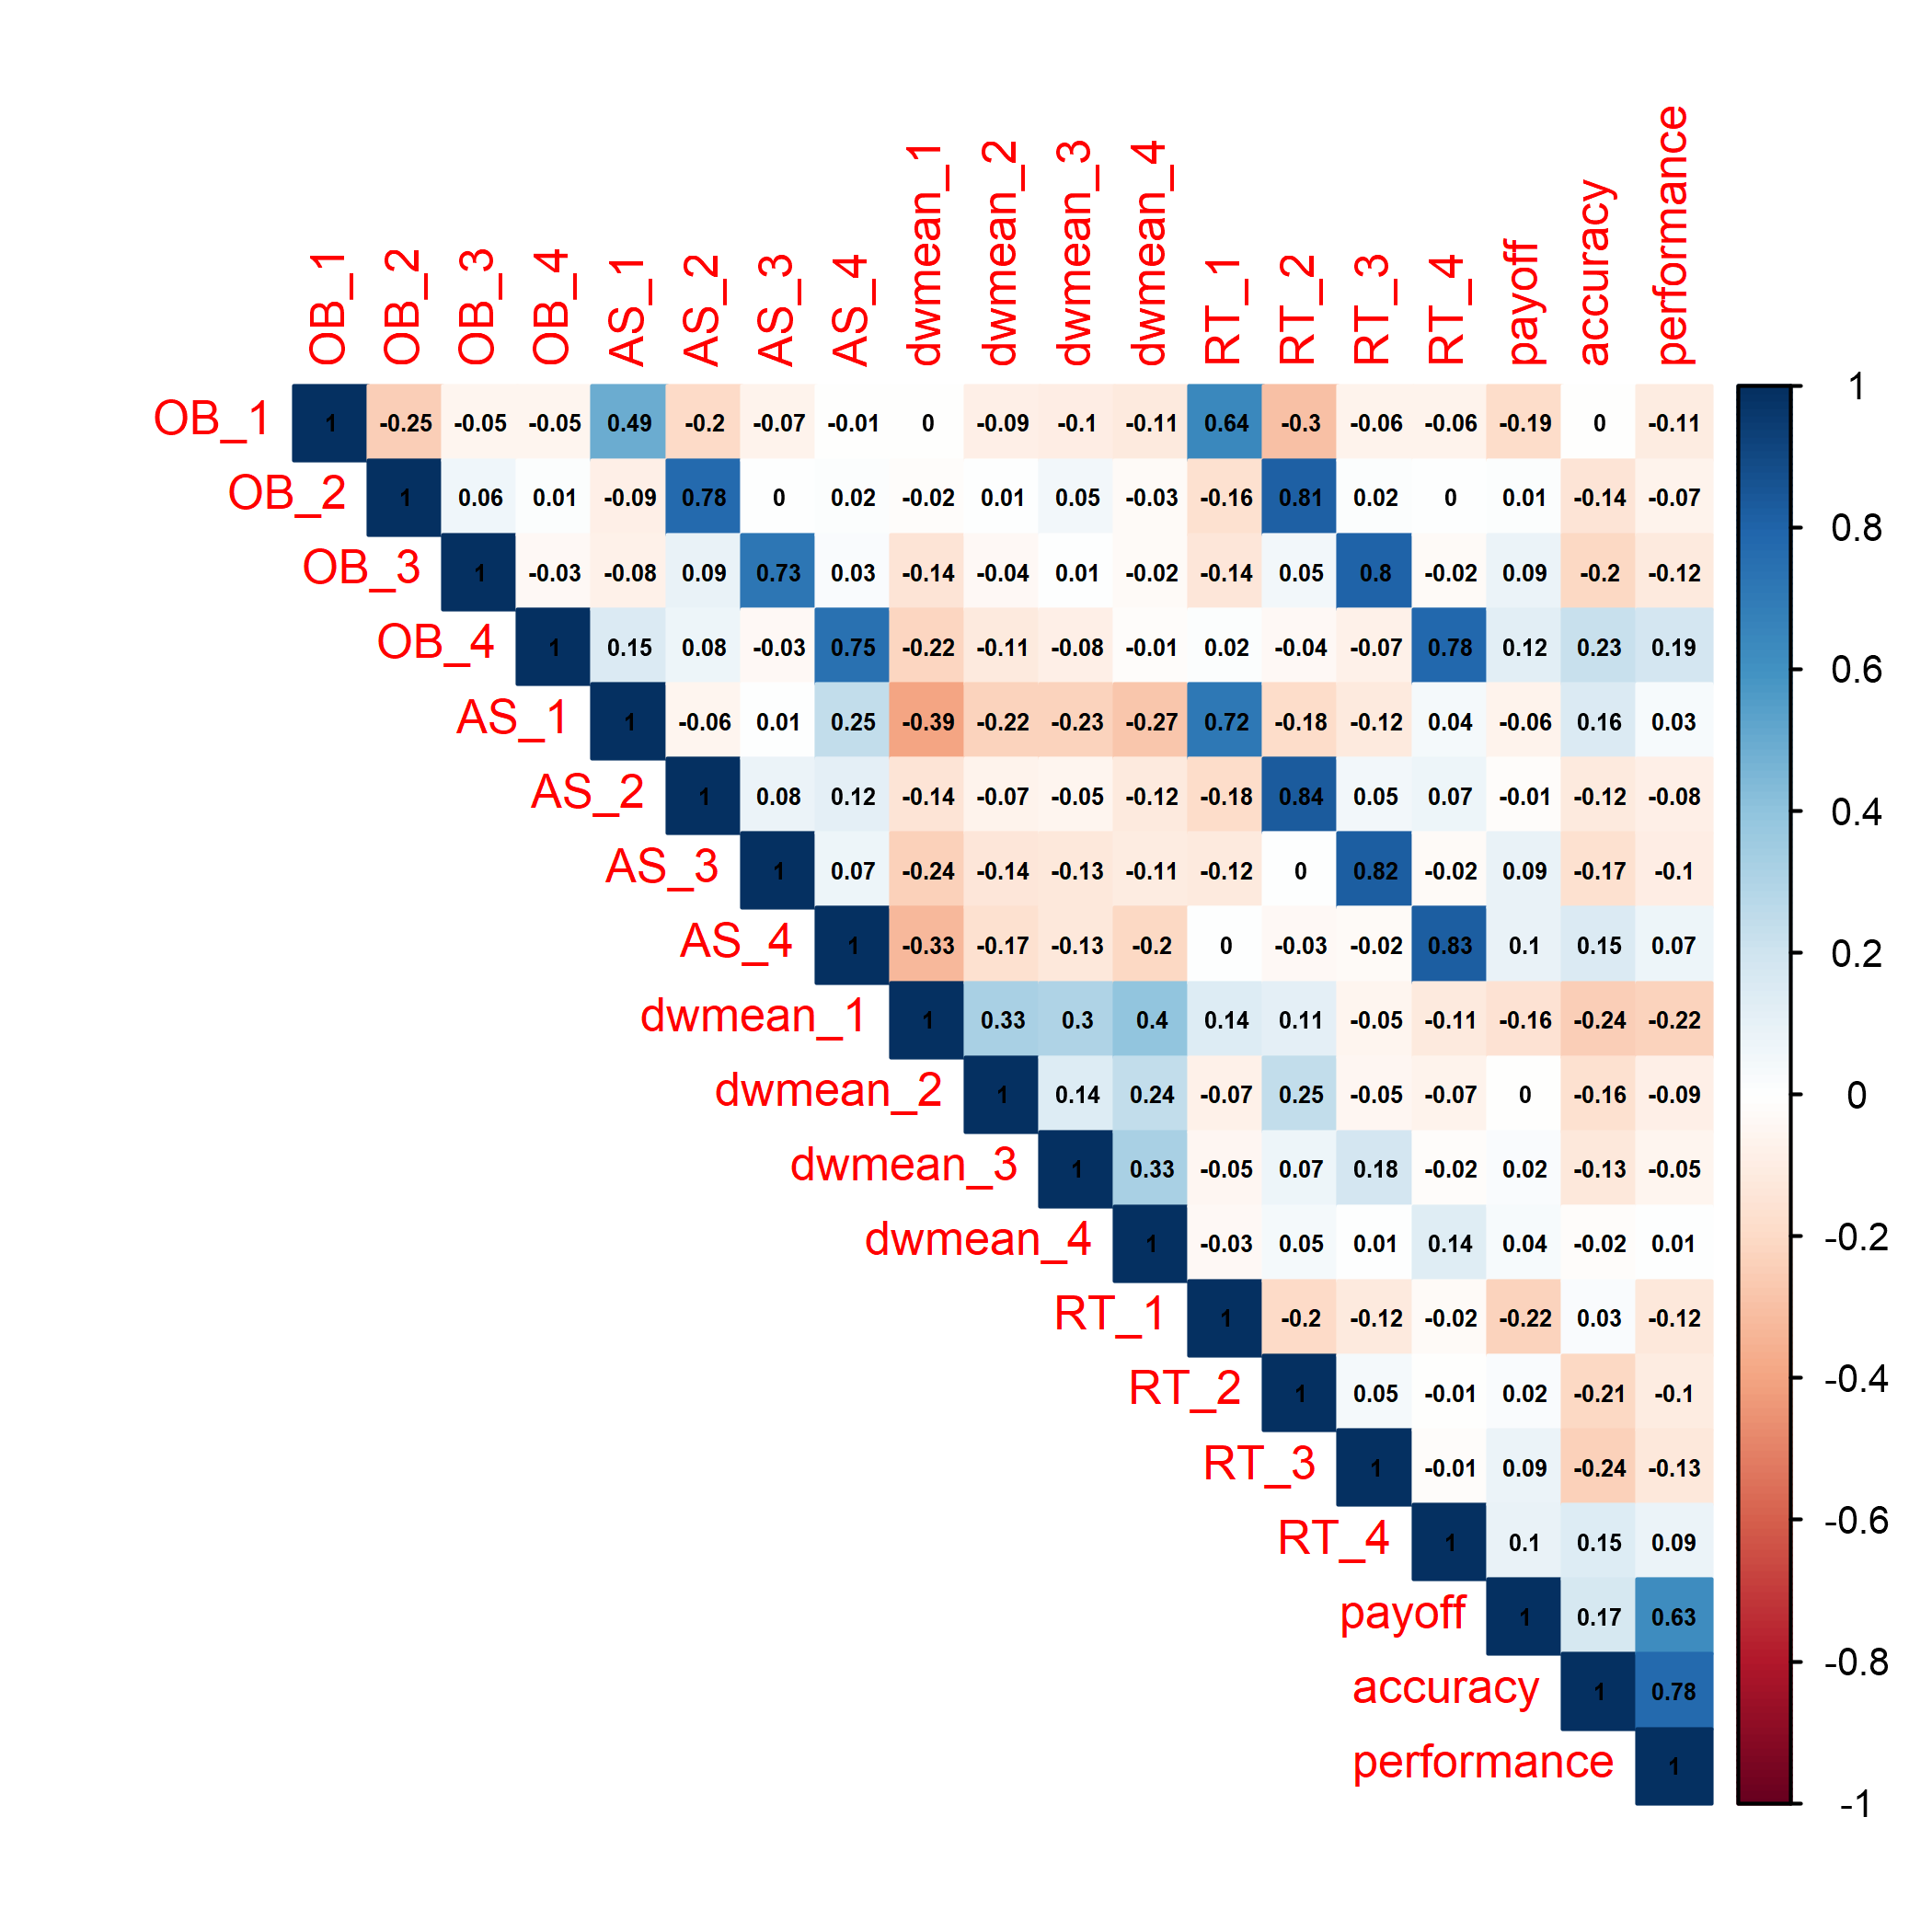 OB_1 OB_2 OB_3 OB_4 AS_1 AS_2 AS_3 AS_4 dwmean_1 dwmean_2 dwmean_3 dwmean_4 RT_1 RT_2 RT_3 RT_4 payoff accuracy performance
OB_1 1 -0.25 -0.05 -0.05 0.49 -0.2 -0.07 -0.01 0 -0.09 -0.1 -0.11 0.64 -0.3 -0.06 -0.06 -0.19 0 -0.11 1
OB_2 1 0.06 0.01 -0.09 0.78 0 0.02 -0.02 0.01 0.05 -0.03 -0.16 0.81 0.02 0 0.01 -0.14 -0.07 0.8
OB_3 1 -0.03 -0.08 0.09 0.73 0.03 -0.14 -0.04 0.01 -0.02 -0.14 0.05 0.8 -0.02 0.09 -0.2 -0.12
OB_4 1 0.15 0.08 -0.03 0.75 -0.22 -0.11 -0.08 -0.01 0.02 -0.04 -0.07 0.78 0.12 0.23 0.19 0.6
AS_1 1 -0.06 0.01 0.25 -0.39 -0.22 -0.23 -0.27 0.72 -0.18 -0.12 0.04 -0.06 0.16 0.03
AS_2 1 0.08 0.12 -0.14 -0.07 -0.05 -0.12 -0.18 0.84 0.05 0.07 -0.01 -0.12 -0.08 0.4
AS_3 1 0.07 -0.24 -0.14 -0.13 -0.11 -0.12 0 0.82 -0.02 0.09 -0.17 -0.1
AS_4 1 -0.33 -0.17 -0.13 -0.2 0 -0.03 -0.02 0.83 0.1 0.15 0.07 0.2
dwmean_1 1 0.33 0.3 0.4 0.14 0.11 -0.05 -0.11 -0.16 -0.24 -0.22
dwmean_2 1 0.14 0.24 -0.07 0.25 -0.05 -0.07 0 -0.16 -0.09 0
dwmean_3 1 0.33 -0.05 0.07 0.18 -0.02 0.02 -0.13 -0.05
dwmean_4 1 -0.03 0.05 0.01 0.14 0.04 -0.02 0.01 -0.2
RT_1 1 -0.2 -0.12 -0.02 -0.22 0.03 -0.12
RT_2 1 0.05 -0.01 0.02 -0.21 -0.1 -0.4
RT_3 1 -0.01 0.09 -0.24 -0.13
RT_4 1 0.1 0.15 0.09 -0.6
payoff 1 0.17 0.63
accuracy 1 0.78 -0.8
performance 1
-1